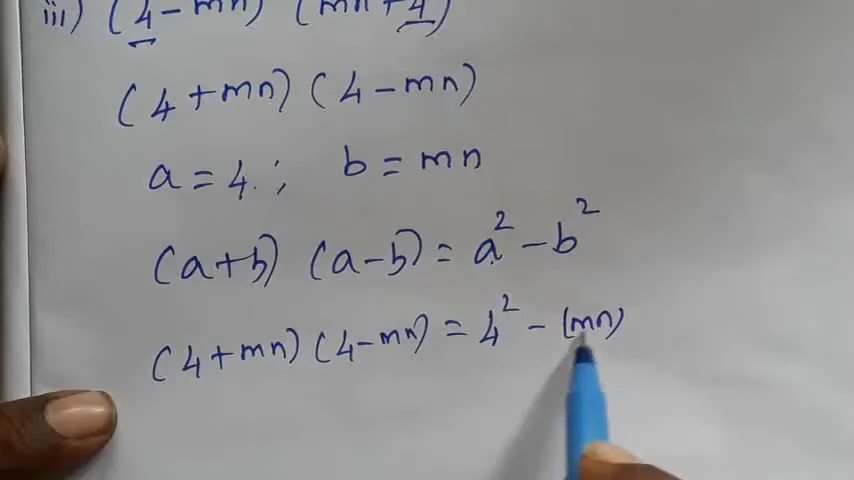 iii) (4-mn) (mn+4)
(4+mn) (4-mn)
a=4; b=mn
(a+b) (a-b) = a² - b²
(4+mn) (4-mn) = 4² - (mn)